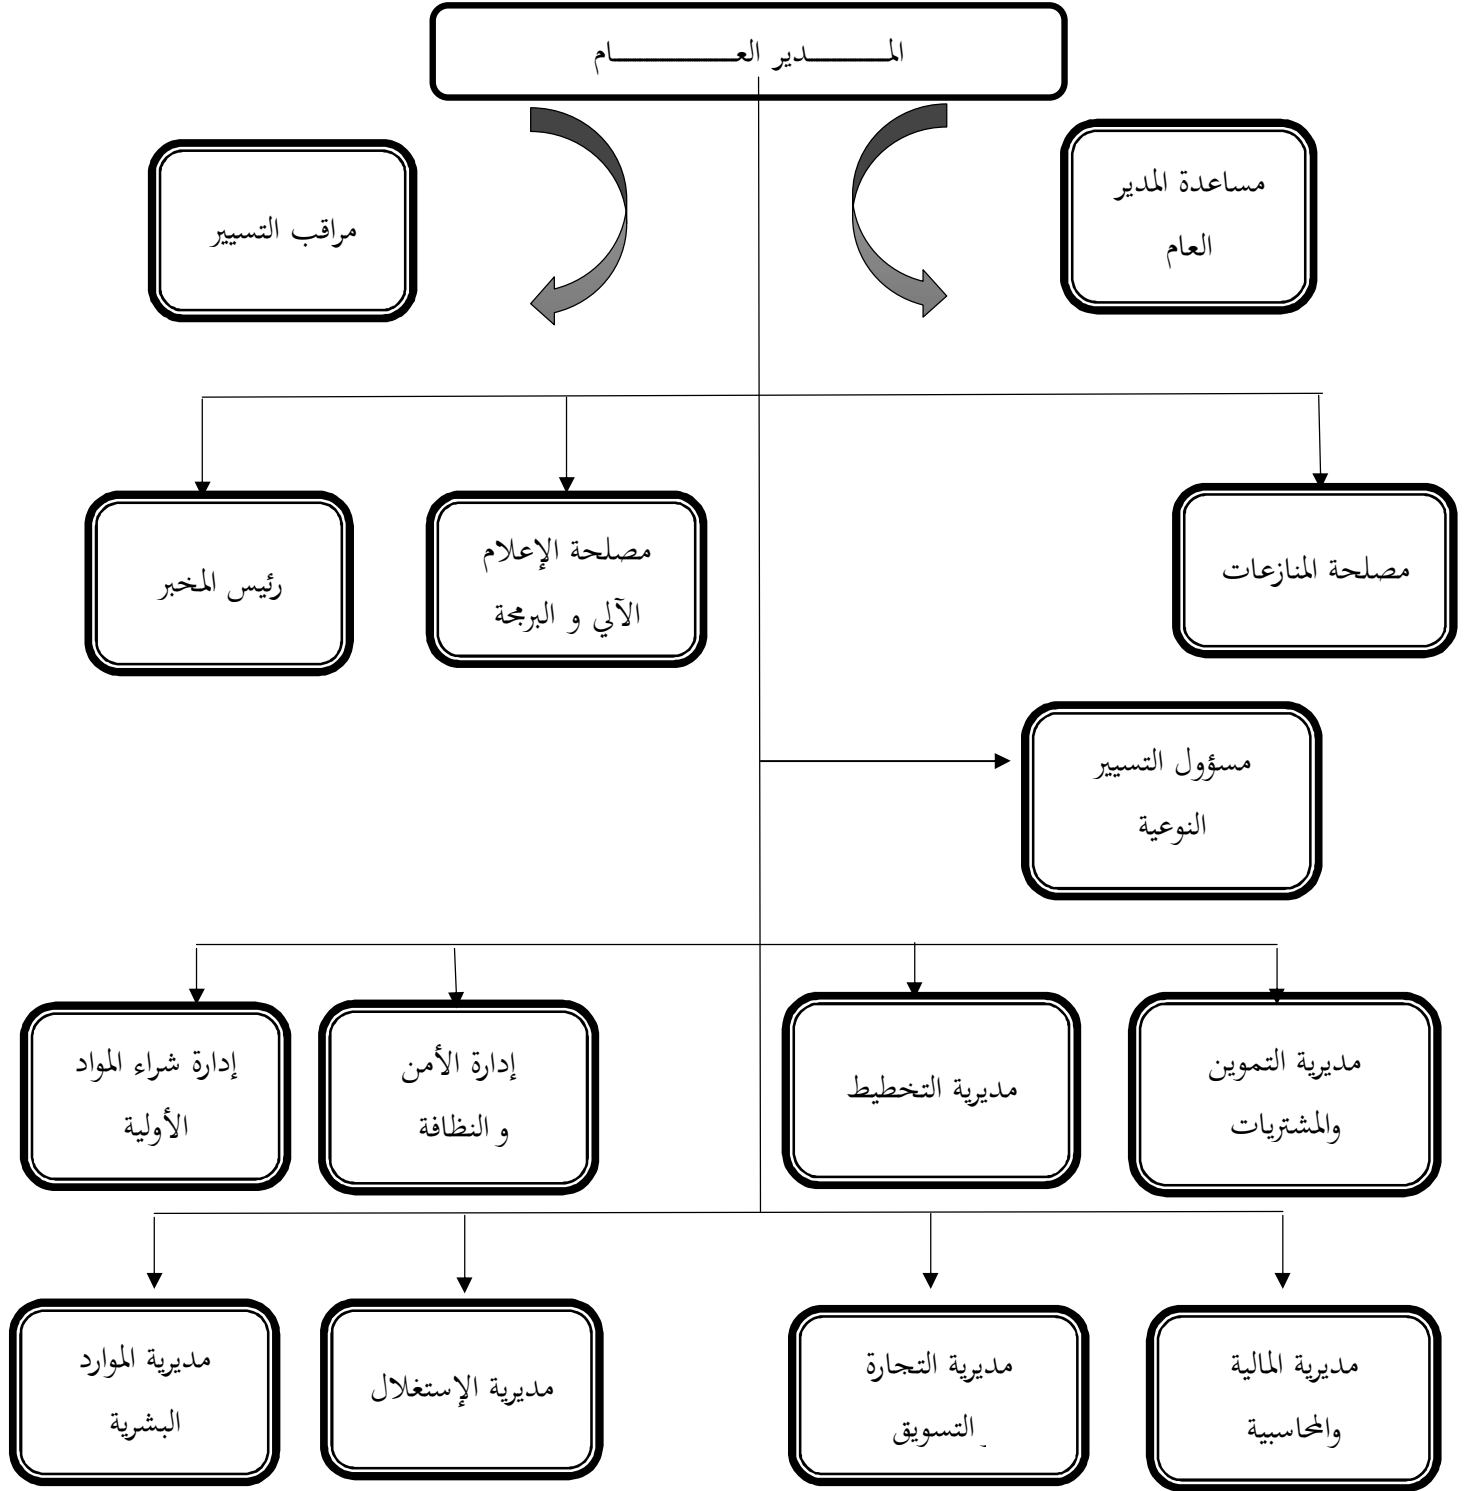 المـــــــدير العــــــــــام
مساعدة المدير
العام
مراقب التسيير
مصلحة المنازعات
مصلحة الإعلام
الآلي و البرمجة
رئيس المخبر
مسؤول التسيير
النوعية
مديرية التموين
والمشتريات
مديرية التخطيط
إدارة الأمن
و النظافة
إدارة شراء المواد
الأولية
مديرية المالية
والمحاسبية
مديرية التجارة
التسويق
مديرية الإستغلال
مديرية الموارد
البشرية